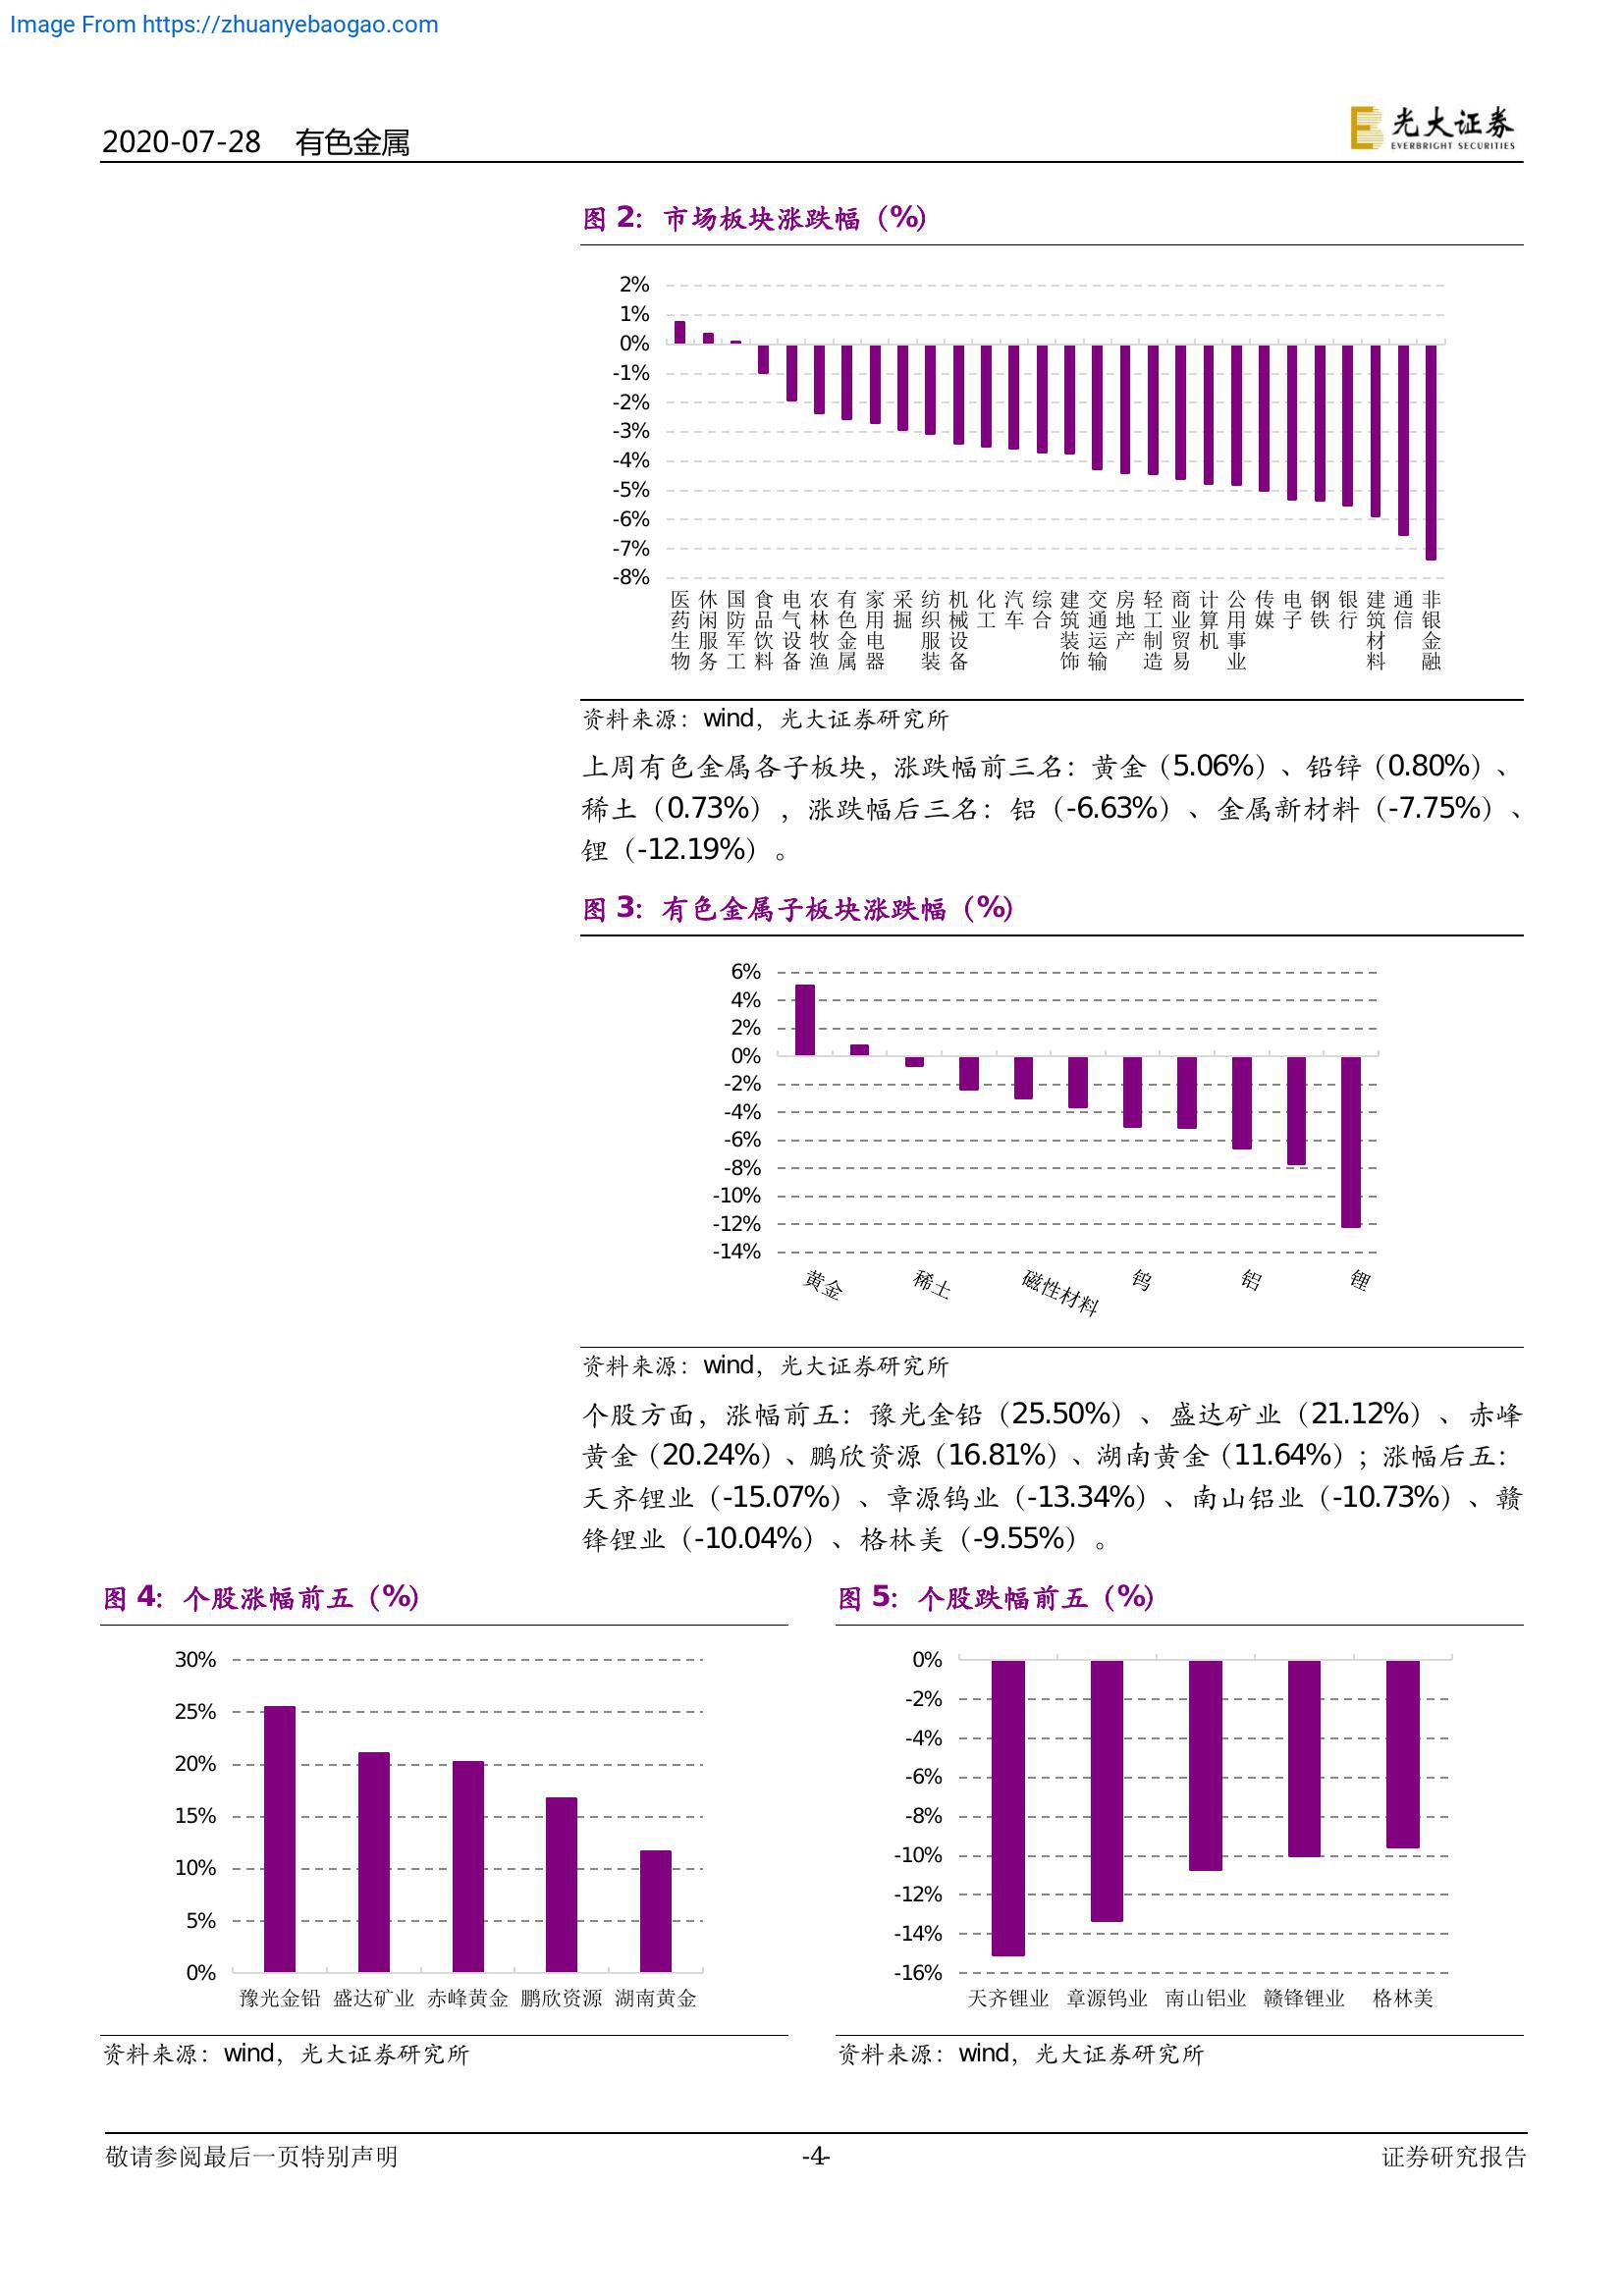 Image From https://zhuanyebaogao.com
2020-07-28 有色金属
光大证券
EVERBRIGHT SECURITIES
图 2：市场板块涨跌幅（%）
2%
1%
0%
-1%
-2%
-3%
-4%
-5%
-6%
-7%
-8%
医药生物 休闲服务 国防军工 食品饮料 电气设备 农林牧渔 有色金属 家用电器 采掘 纺织服装 机械设备 化工 汽车 综合 建筑装饰 交通运输 房地产 轻工制造 商业贸易 计算机 公用事业 传媒 电子 钢铁 银行 建筑材料 通信 非银金融
资料来源：wind，光大证券研究所
上周有色金属各子板块，涨跌幅前三名：黄金（5.06%）、铅锌（0.80%）、
稀土（0.73%），涨跌幅后三名：铝（-6.63%）、金属新材料（-7.75%）、
锂（-12.19%）。
图 3：有色金属子板块涨跌幅（%）
6%
4%
2%
0%
-2%
-4%
-6%
-8%
-10%
-12%
-14%
黄金 稀土 磁性材料 钨 铝 锂
资料来源：wind，光大证券研究所
个股方面，涨幅前五：豫光金铅（25.50%）、盛达矿业（21.12%）、赤峰
黄金（20.24%）、鹏欣资源（16.81%）、湖南黄金（11.64%）；涨幅后五：
天齐锂业（-15.07%）、章源钨业（-13.34%）、南山铝业（-10.73%）、赣
锋锂业（-10.04%）、格林美（-9.55%）。
图 4：个股涨幅前五（%）
30%
25%
20%
15%
10%
5%
0%
豫光金铅 盛达矿业 赤峰黄金 鹏欣资源 湖南黄金
资料来源：wind，光大证券研究所
图 5：个股跌幅前五（%）
0%
-2%
-4%
-6%
-8%
-10%
-12%
-14%
-16%
天齐锂业 章源钨业 南山铝业 赣锋锂业 格林美
资料来源：wind，光大证券研究所
敬请参阅最后一页特别声明 -4- 证券研究报告